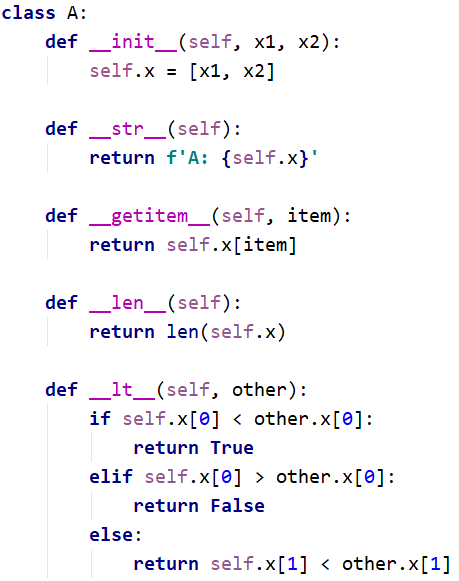 class A:
    def __init__(self, x1, x2):
        self.x = [x1, x2]

    def __str__(self):
        return f'A: {self.x}'

    def __getitem__(self, item):
        return self.x[item]

    def __len__(self):
        return len(self.x)

    def __lt__(self, other):
        if self.x[0] < other.x[0]:
            return True
        elif self.x[0] > other.x[0]:
            return False
        else:
            return self.x[1] < other.x[1]